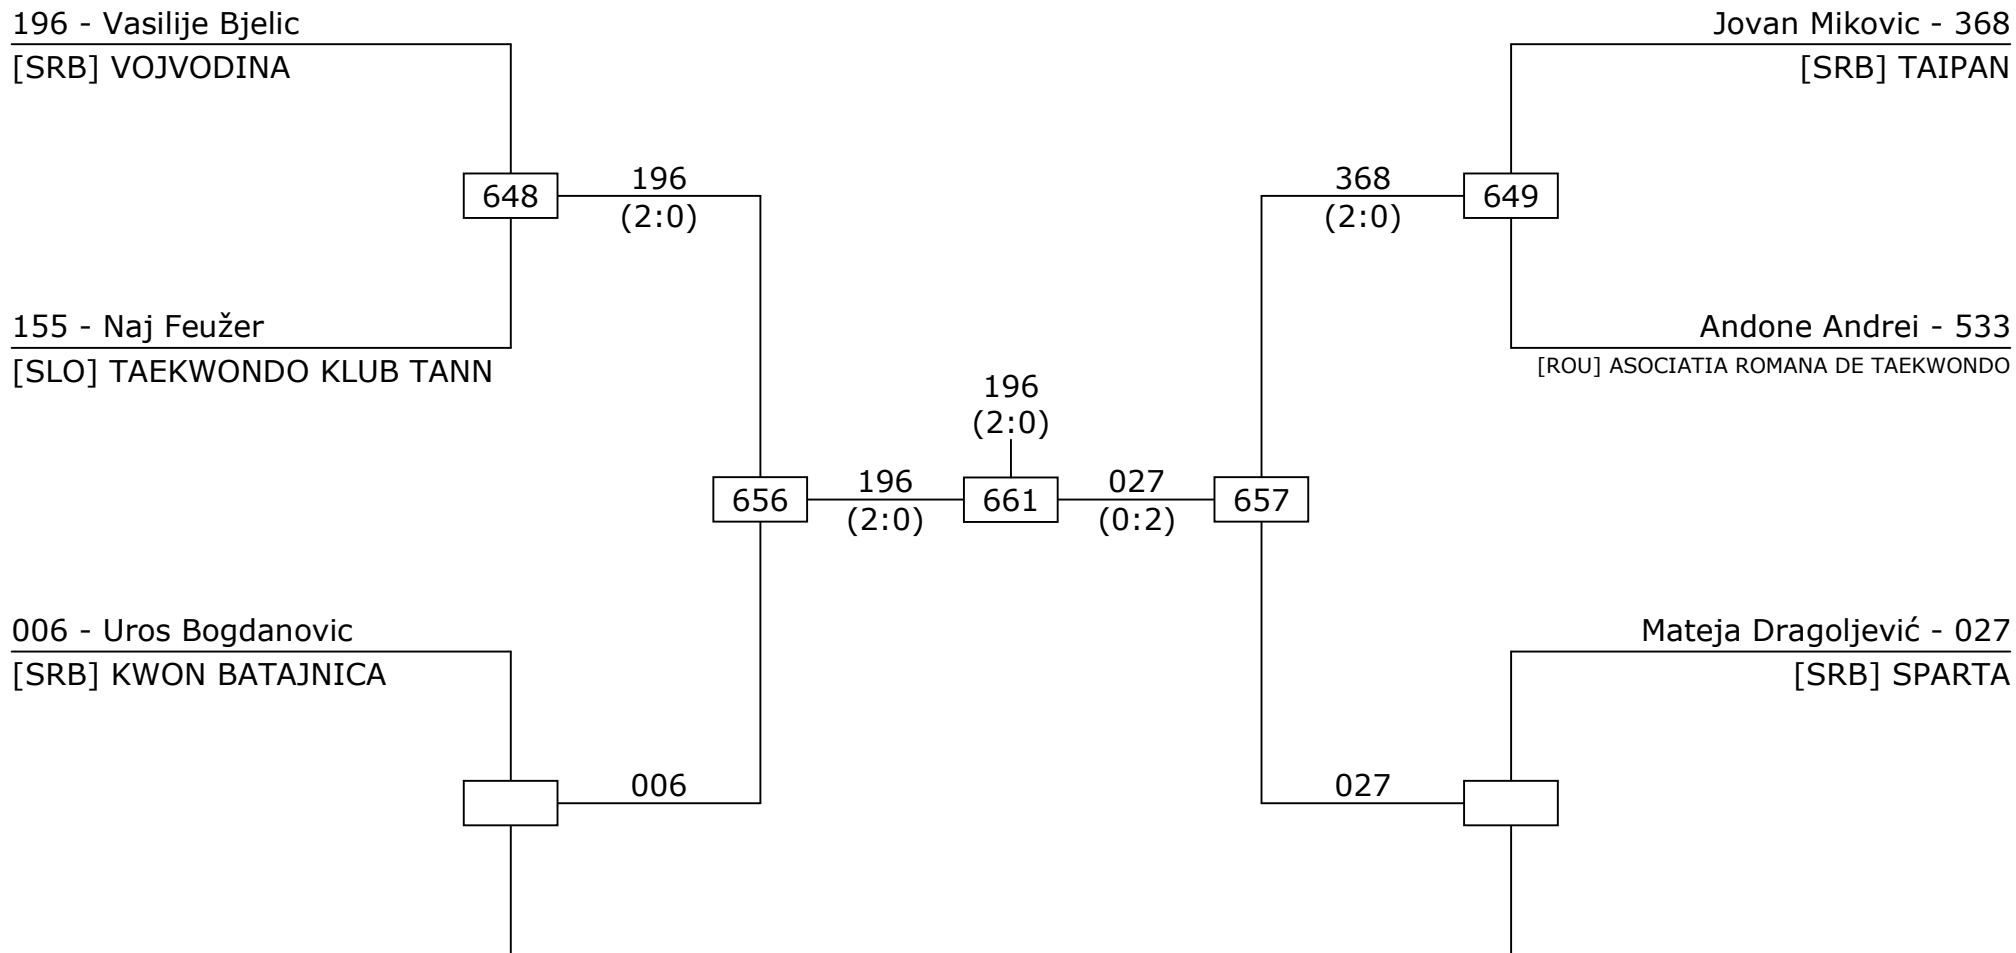 196 - Vasilije Bjelic
[SRB] VOJVODINA
Jovan Mikovic - 368
[SRB] TAIPAN
648
196
(2:0)
368
(2:0)
649
155 - Naj Feužer
[SLO] TAEKWONDO KLUB TANN
Andone Andrei - 533
[ROU] ASOCIATIA ROMANA DE TAEKWONDO
196
(2:0)
656
196
(2:0)
661
027
(0:2)
657
006 - Uros Bogdanovic
[SRB] KWON BATAJNICA
Mateja Dragoljević - 027
[SRB] SPARTA
006
027